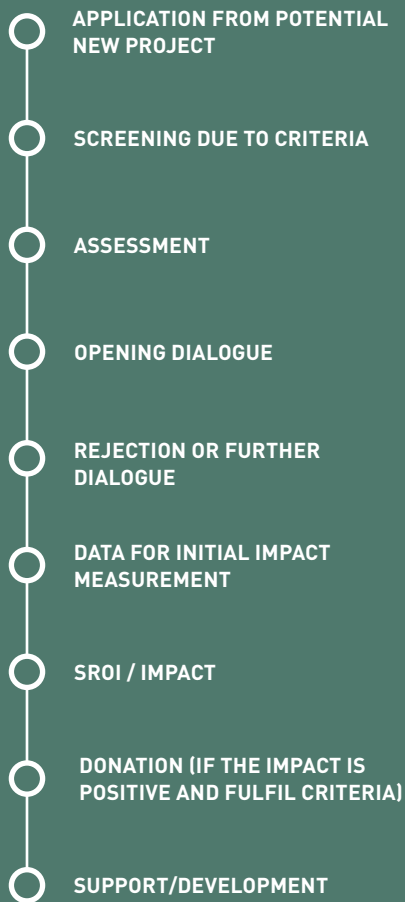 APPLICATION FROM POTENTIAL
NEW PROJECT
SCREENING DUE TO CRITERIA
ASSESSMENT
OPENING DIALOGUE
REJECTION OR FURTHER
DIALOGUE
DATA FOR INITIAL IMPACT
MEASUREMENT
SROI / IMPACT
DONATION (IF THE IMPACT IS
POSITIVE AND FULFIL CRITERIA)
SUPPORT/DEVELOPMENT